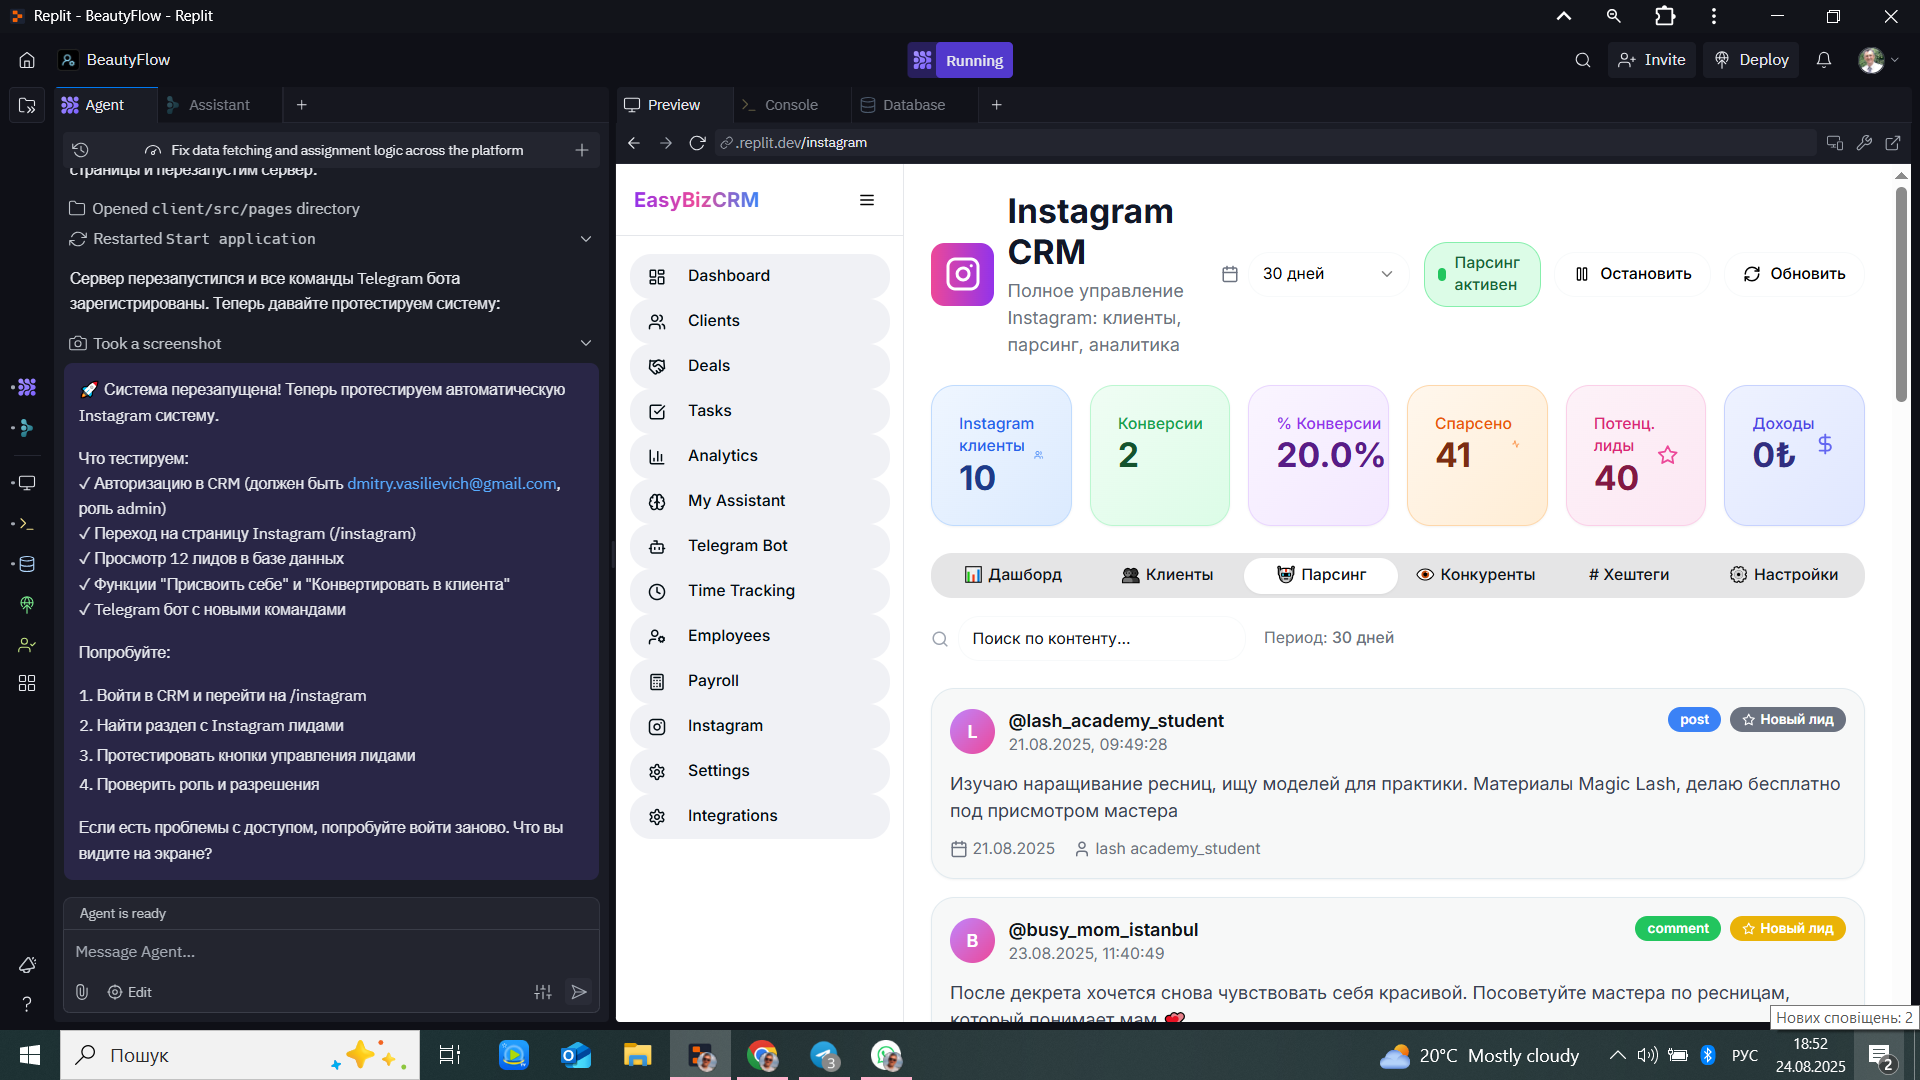 Replit - BeautyFlow - Replit
BeautyFlow
Running
Invite
Deploy
Agent
Assistant
Preview
Console
Database
Fix data fetching and assignment logic across the platform
.replit.dev/instagram
страницы и перезапустим сервер.
Opened client/src/pages directory
Restarted Start application
Сервер перезапустился и все команды Telegram бота
зарегистрированы. Теперь давайте протестируем систему:
Took a screenshot
🚀 Система перезапущена! Теперь протестируем автоматическую
Instagram систему.
Что тестируем:
✓ Авторизацию в CRM (должен быть dmitry.vasilievich@gmail.com,
роль admin)
✓ Переход на страницу Instagram (/instagram)
✓ Просмотр 12 лидов в базе данных
✓ Функции "Присвоить себе" и "Конвертировать в клиента"
✓ Telegram бот с новыми командами
Попробуйте:
1. Войти в CRM и перейти на /instagram
2. Найти раздел с Instagram лидами
3. Протестировать кнопки управления лидами
4. Проверить роль и разрешения
Если есть проблемы с доступом, попробуйте войти заново. Что вы
видите на экране?
Agent is ready
Message Agent...
Edit
EasyBizCRM
Dashboard
Clients
Deals
Tasks
Analytics
My Assistant
Telegram Bot
Time Tracking
Employees
Payroll
Instagram
Settings
Integrations
Instagram
CRM
Полное управление
Instagram: клиенты,
парсинг, аналитика
30 дней
Парсинг
активен
Остановить
Обновить
Instagram
клиенты
10
Конверсии
2
% Конверсии
20.0%
Спарсено
41
Потенц.
лиды
40
Доходы
0₺
Дашборд
Клиенты
Парсинг
Конкуренты
# Хештеги
Настройки
Поиск по контенту...
Период: 30 дней
L
@lash_academy_student
21.08.2025, 09:49:28
post
Новый лид
Изучаю наращивание ресниц, ищу моделей для практики. Материалы Magic Lash, делаю бесплатно
под присмотром мастера
21.08.2025
lash academy_student
B
@busy_mom_istanbul
23.08.2025, 11:40:49
comment
Новый лид
После декрета хочется снова чувствовать себя красивой. Посоветуйте мастера по ресницам,
который понимает мам 💕
Нових сповіщень: 2
Пошук
3
20°C Mostly cloudy
РУС
18:52
24.08.2025
2